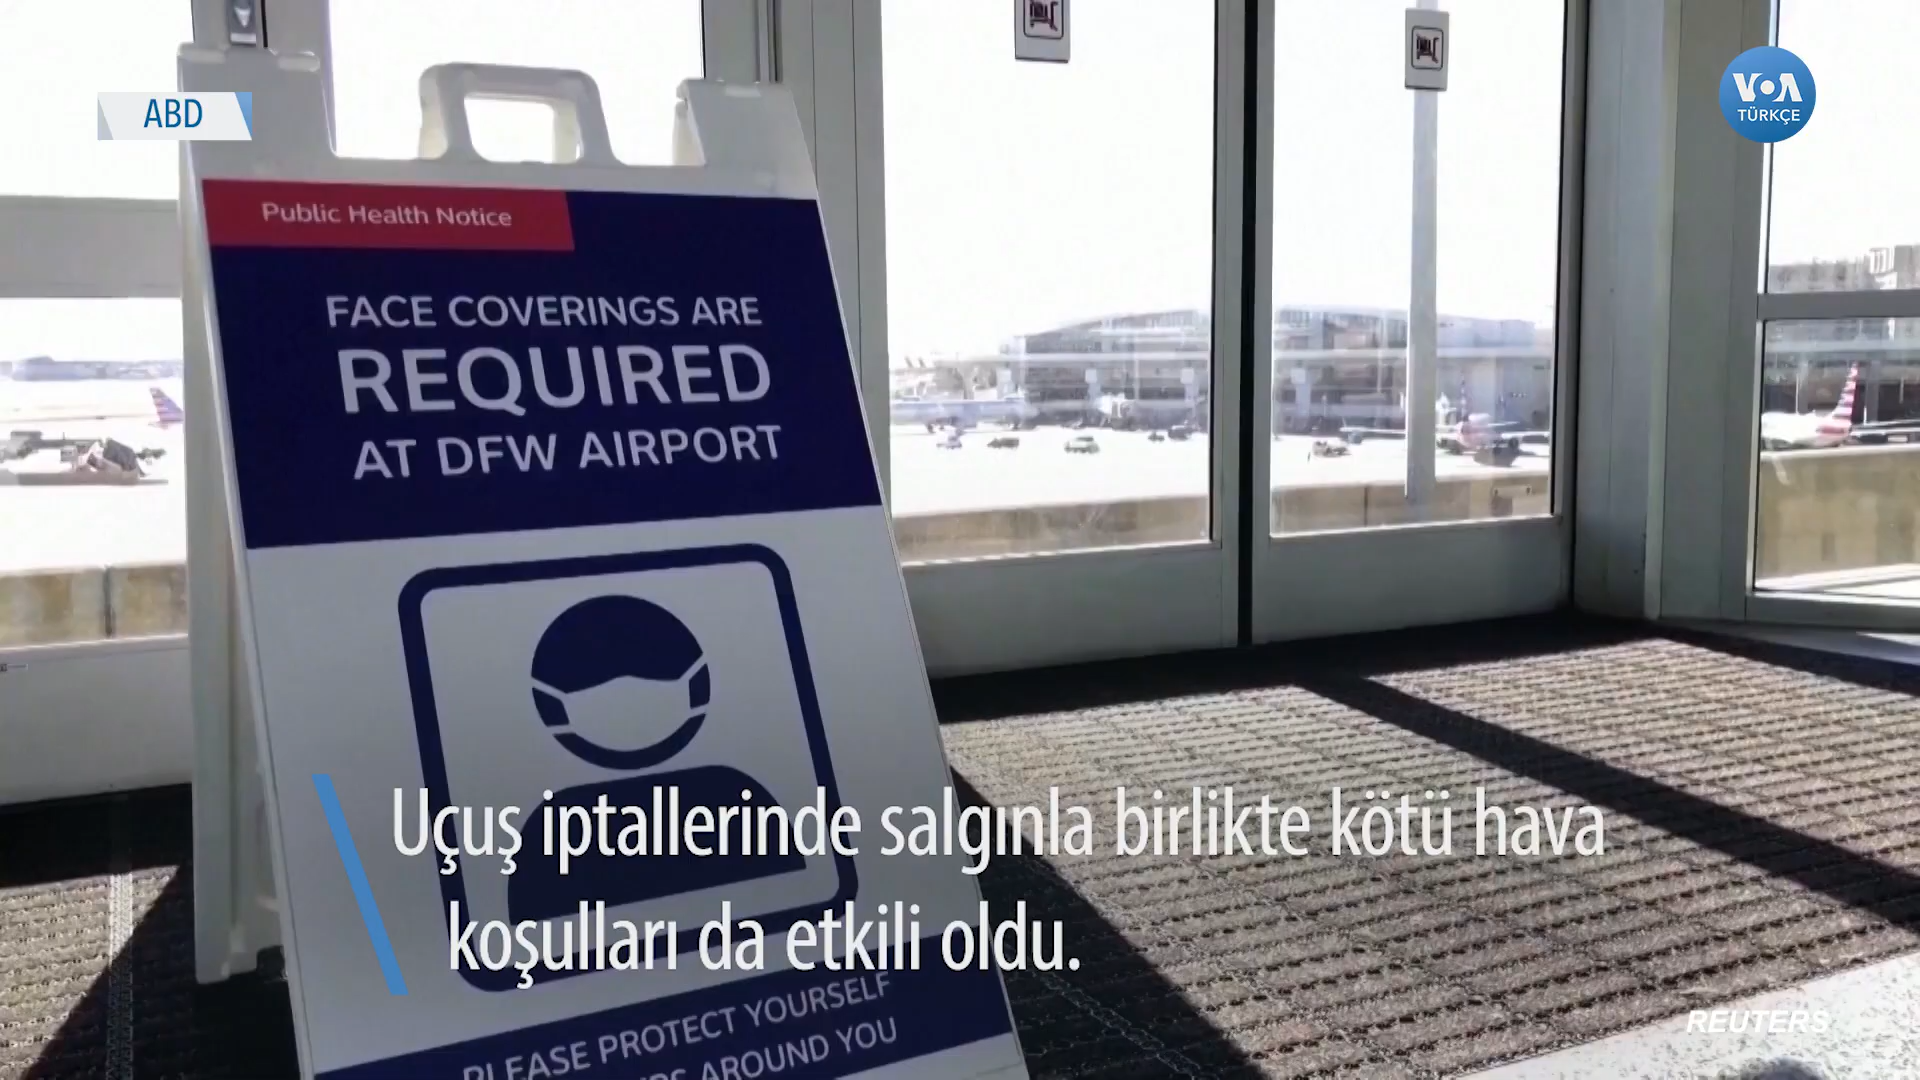 ABD
VOA
TÜRKÇE
Public Health Notice
FACE COVERINGS ARE
REQUIRED
AT DFW AIRPORT
Uçuş iptallerinde salgınla birlikte kötü hava
koşulları da etkili oldu.
PLEASE PROTECT YOURSELF
AROUND YOU
REUTERS